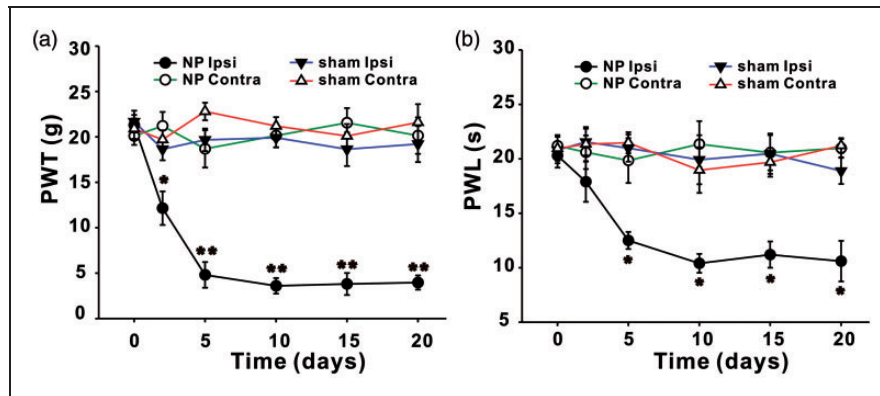 (a)
NP Ipsi
sham Ipsi
NP Contra
sham Contra
PWT (g)
30
25
20
15
10
5
0
*
**
**
**
**
0 5 10 15 20
Time (days)
(b)
NP Ipsi
sham Ipsi
NP Contra
sham Contra
PWL (s)
30
25
20
15
10
5
*
*
*
*
0 5 10 15 20
Time (days)